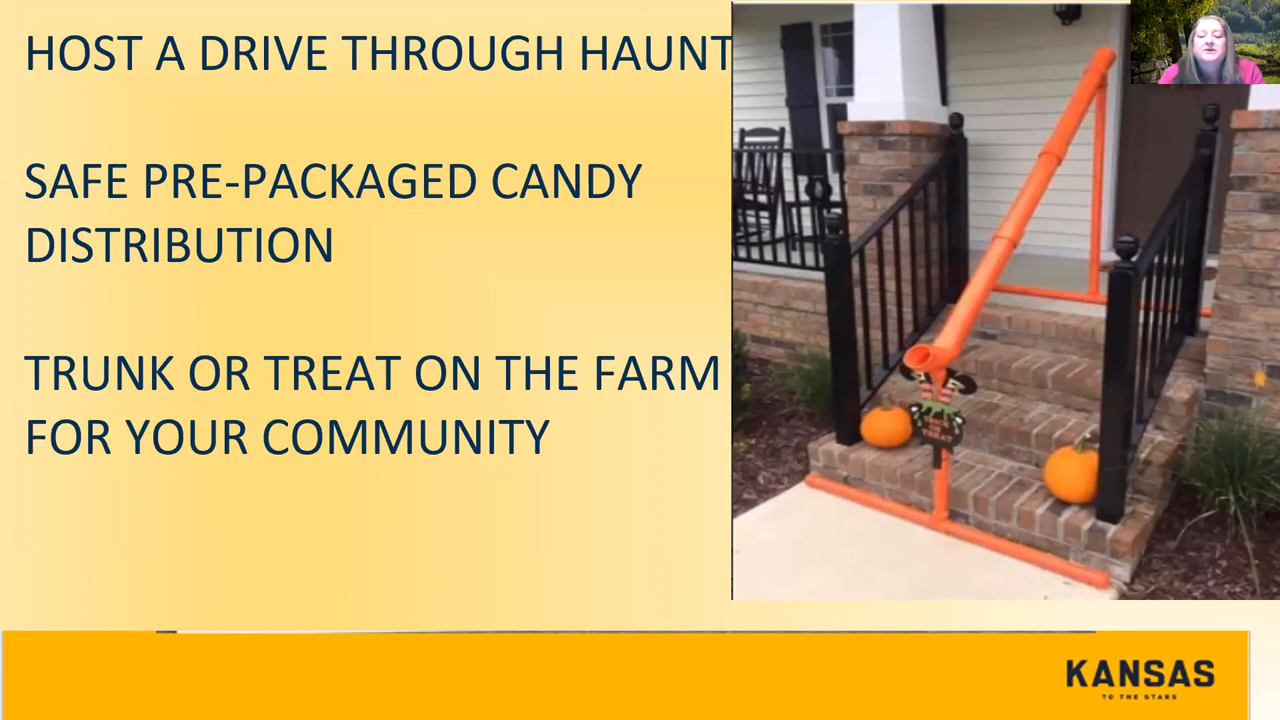 HOST A DRIVE THROUGH HAUNT
SAFE PRE-PACKAGED CANDY
DISTRIBUTION
TRUNK OR TREAT ON THE FARM
FOR YOUR COMMUNITY
TREAT
KANSAS
TO THE STARS